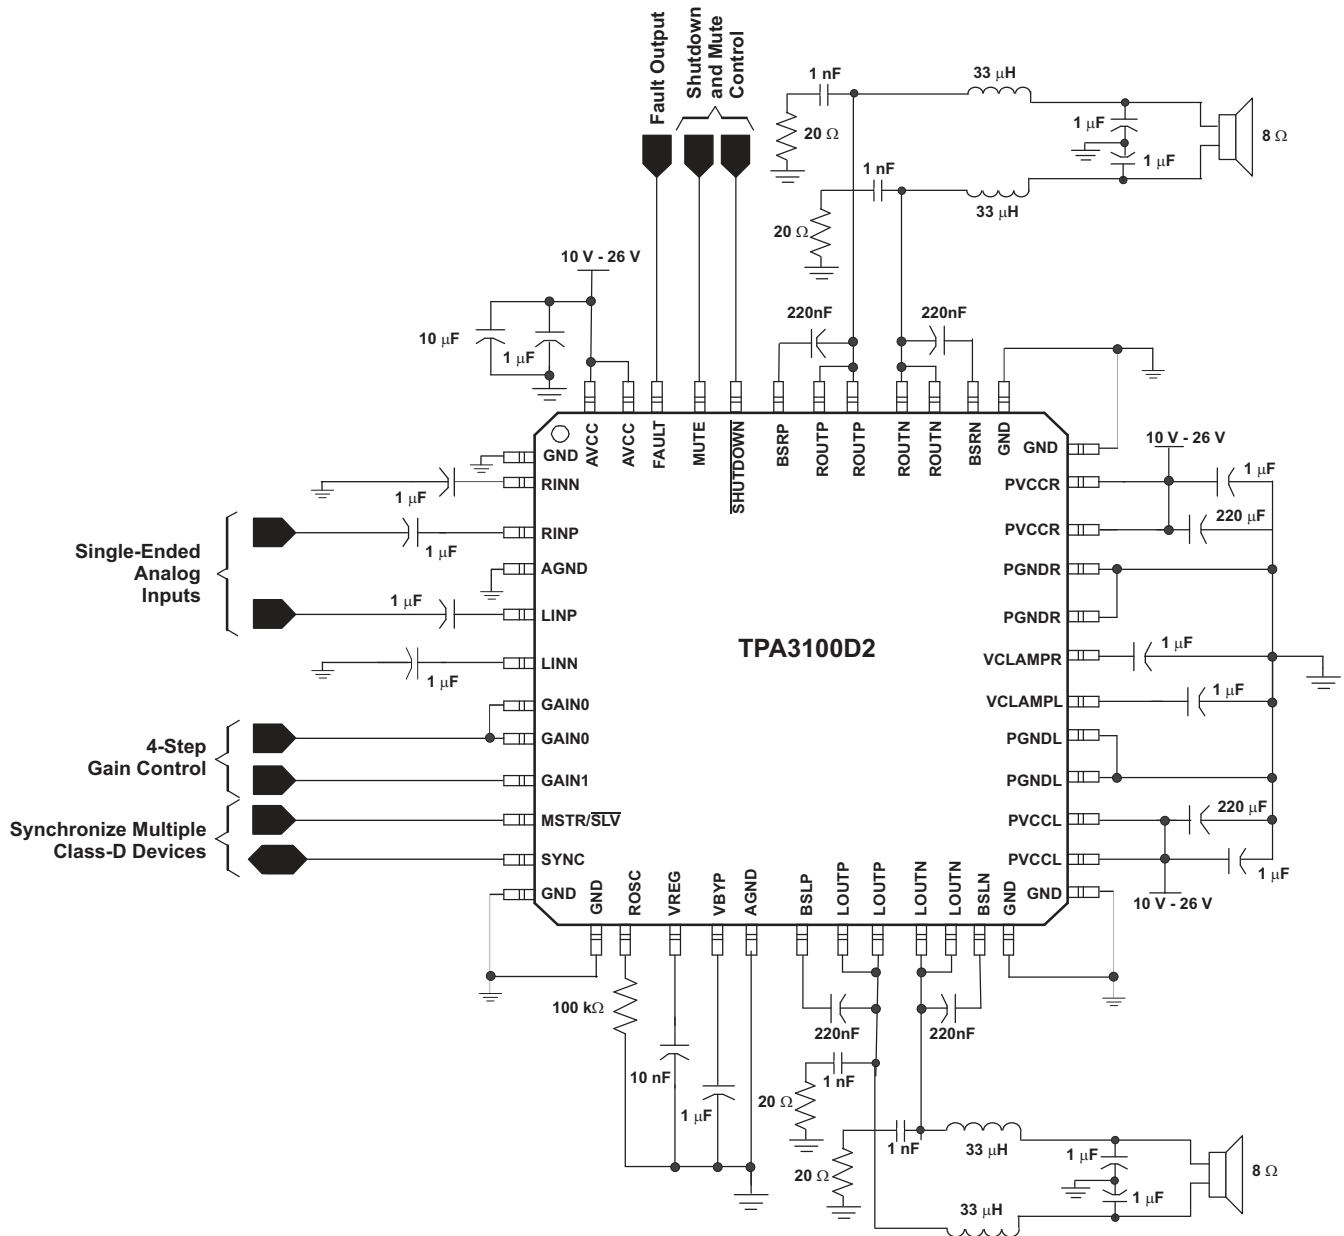 Fault Output
Shutdown
and Mute
Control
1 nF
33 μH
20 Ω
1 μF
8 Ω
1 μF
1 nF
33 μH
20 Ω
10 V - 26 V
10 μF
1 μF
220nF
220nF
AVCC
AVCC
FAULT
MUTE
SHUTDOWN
BSRP
ROUTP
ROUTP
ROUTN
ROUTN
BSRN
GND
GND
RINN
1 μF
RINP
1 μF
Single-Ended
Analog
Inputs
AGND
1 μF
LINP
LINN
1 μF
GAIN0
GAIN0
4-Step
Gain Control
GAIN1
MSTR/SLV
Synchronize Multiple
Class-D Devices
SYNC
GND
TPA3100D2
GND
10 V - 26 V
PVCCR
1 μF
PVCCR
220 μF
PGNDR
PGNDR
VCLAMPR
1 μF
VCLAMPL
1 μF
PGNDL
PGNDL
PVCCL
220 μF
PVCCL
1 μF
GND
10 V - 26 V
GND
ROSC
VREG
VBYP
AGND
BSLP
LOUTP
LOUTP
LOUTN
LOUTN
BSLN
GND
100 kΩ
10 nF
1 μF
220nF
220nF
1 nF
20 Ω
1 nF
33 μH
20 Ω
1 μF
8 Ω
1 μF
33 μH